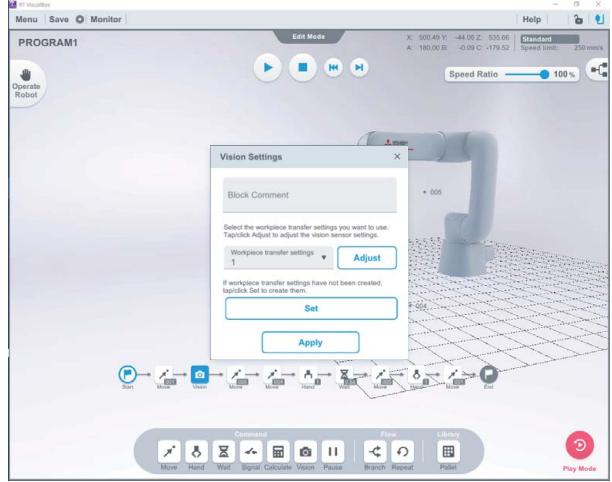 RT VisualBox
Menu Save Monitor Help
PROGRAM1
Edit Mode
X: 500.49 Y: -44.06 Z: 535.66
A: 180.00 B: -0.09 C: -179.52
Standard
Speed limit: 250 mm/s
Operate
Robot
Speed Ratio 100 %
005
004
Vision Settings
Block Comment
Select the workpiece transfer settings you want to use.
Tap/click Adjust to adjust the vision sensor settings.
Workpiece transfer settings
1
Adjust
If workpiece transfer settings have not been created,
tap/click Set to create them.
Set
Apply
Start Move Vision Move Move Hand Wait Move Hand Move End
Command Flow Library
Move Hand Wait Signal Calculate Vision Pause Branch Repeat Pallet
Play Mode